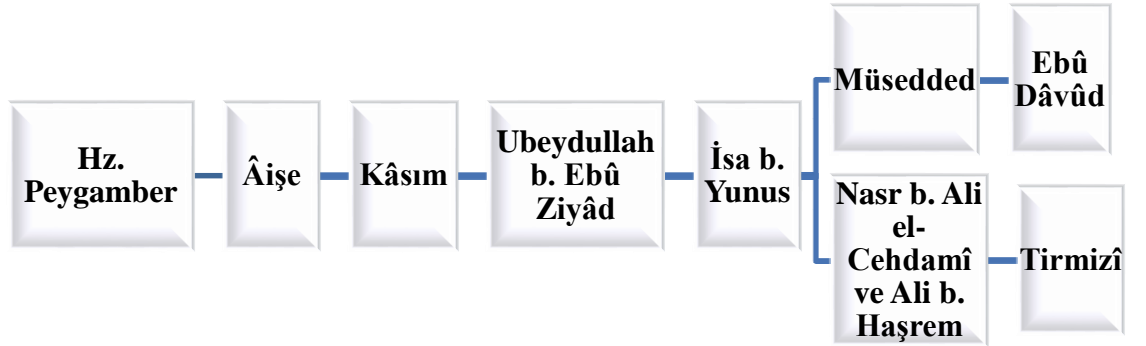 Hz.
Peygamber
Âişe
Kâsım
Ubeydullah
b. Ebû
Ziyâd
İsa b.
Yunus
Müsedded
Ebû
Dâvûd
Nasr b. Ali
el-
Cehdamî
ve Ali b.
Haşrem
Tirmizî